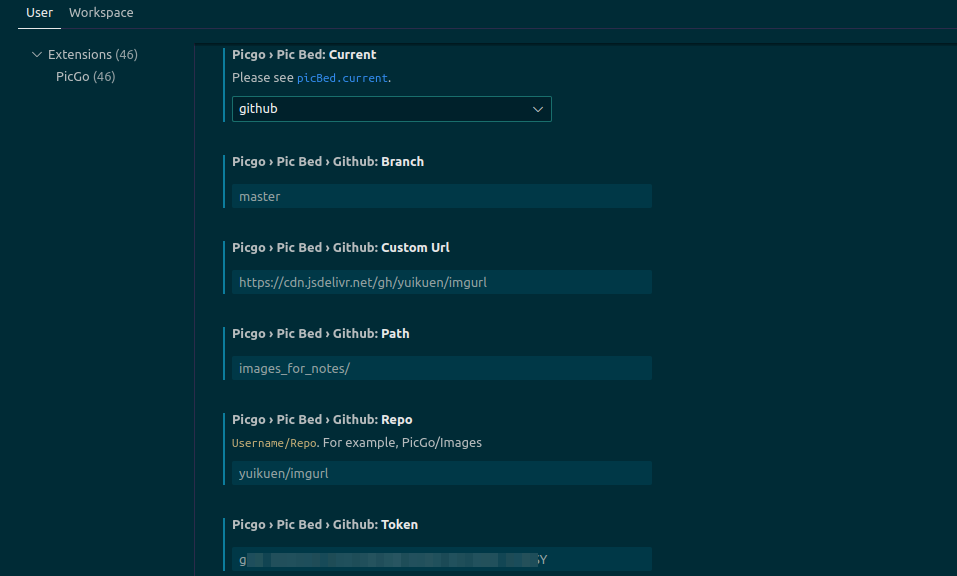 User Workspace
Extensions (46)
PicGo (46)
Picgo › Pic Bed: Current
Please see picBed.current.
github
Picgo › Pic Bed › Github: Branch
master
Picgo › Pic Bed › Github: Custom Url
https://cdn.jsdelivr.net/gh/yuikuen/imgurl
Picgo › Pic Bed › Github: Path
images_for_notes/
Picgo › Pic Bed › Github: Repo
Username/Repo. For example, PicGo/Images
yuikuen/imgurl
Picgo › Pic Bed › Github: Token